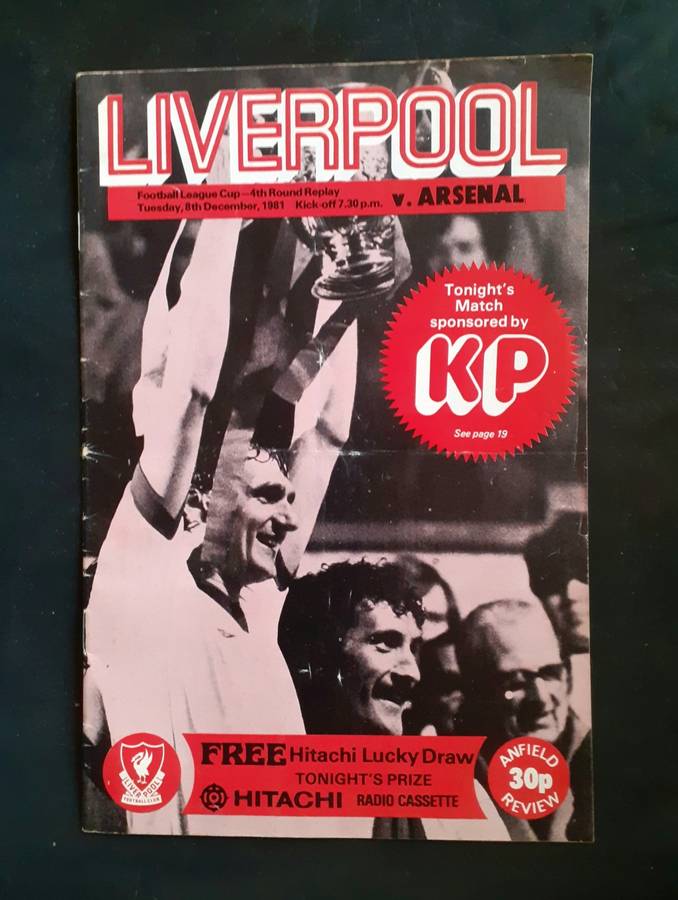 LIVERPOOL
Football League Cup—4th Round Replay
Tuesday, 8th December, 1981 Kick-off 7.30 p.m.
v. ARSENAL
Tonight's
Match
sponsored by
KP
See page 19
FREE Hitachi Lucky Draw
TONIGHT'S PRIZE
HITACHI RADIO CASSETTE
LIVERPOOL
FOOTBALL CLUB
ANFIELD
30p
REVIEW